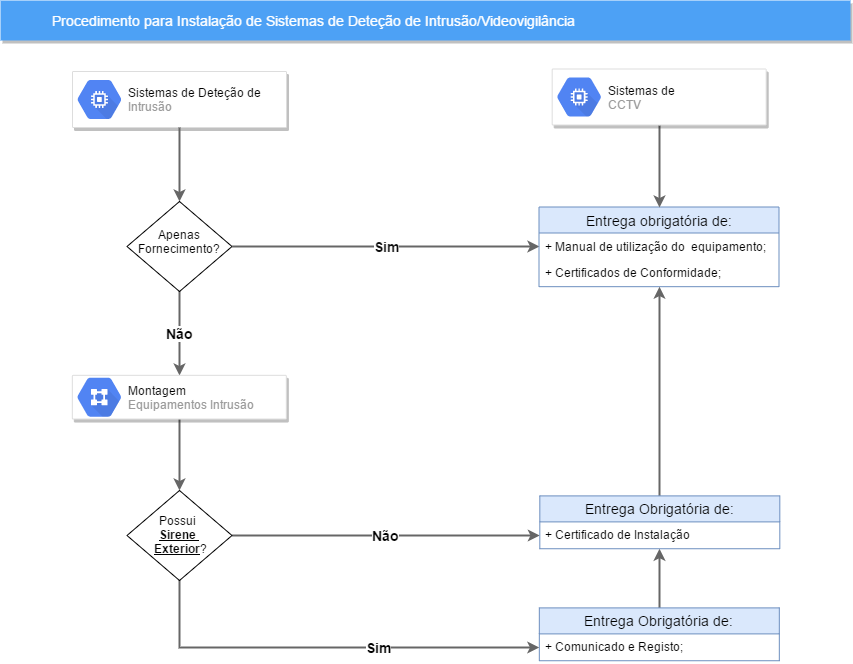 Procedimento para Instalação de Sistemas de Deteção de Intrusão/Videovigilância
Sistemas de Deteção de
Intrusão
Sistemas de
CCTV
Apenas
Fornecimento?
Sim
Entrega obrigatória de:
+ Manual de utilização do equipamento;
+ Certificados de Conformidade;
Não
Montagem
Equipamentos Intrusão
Possui
Sirene
Exterior?
Não
Entrega Obrigatória de:
+ Certificado de Instalação
Sim
Entrega Obrigatória de:
+ Comunicado e Registo;